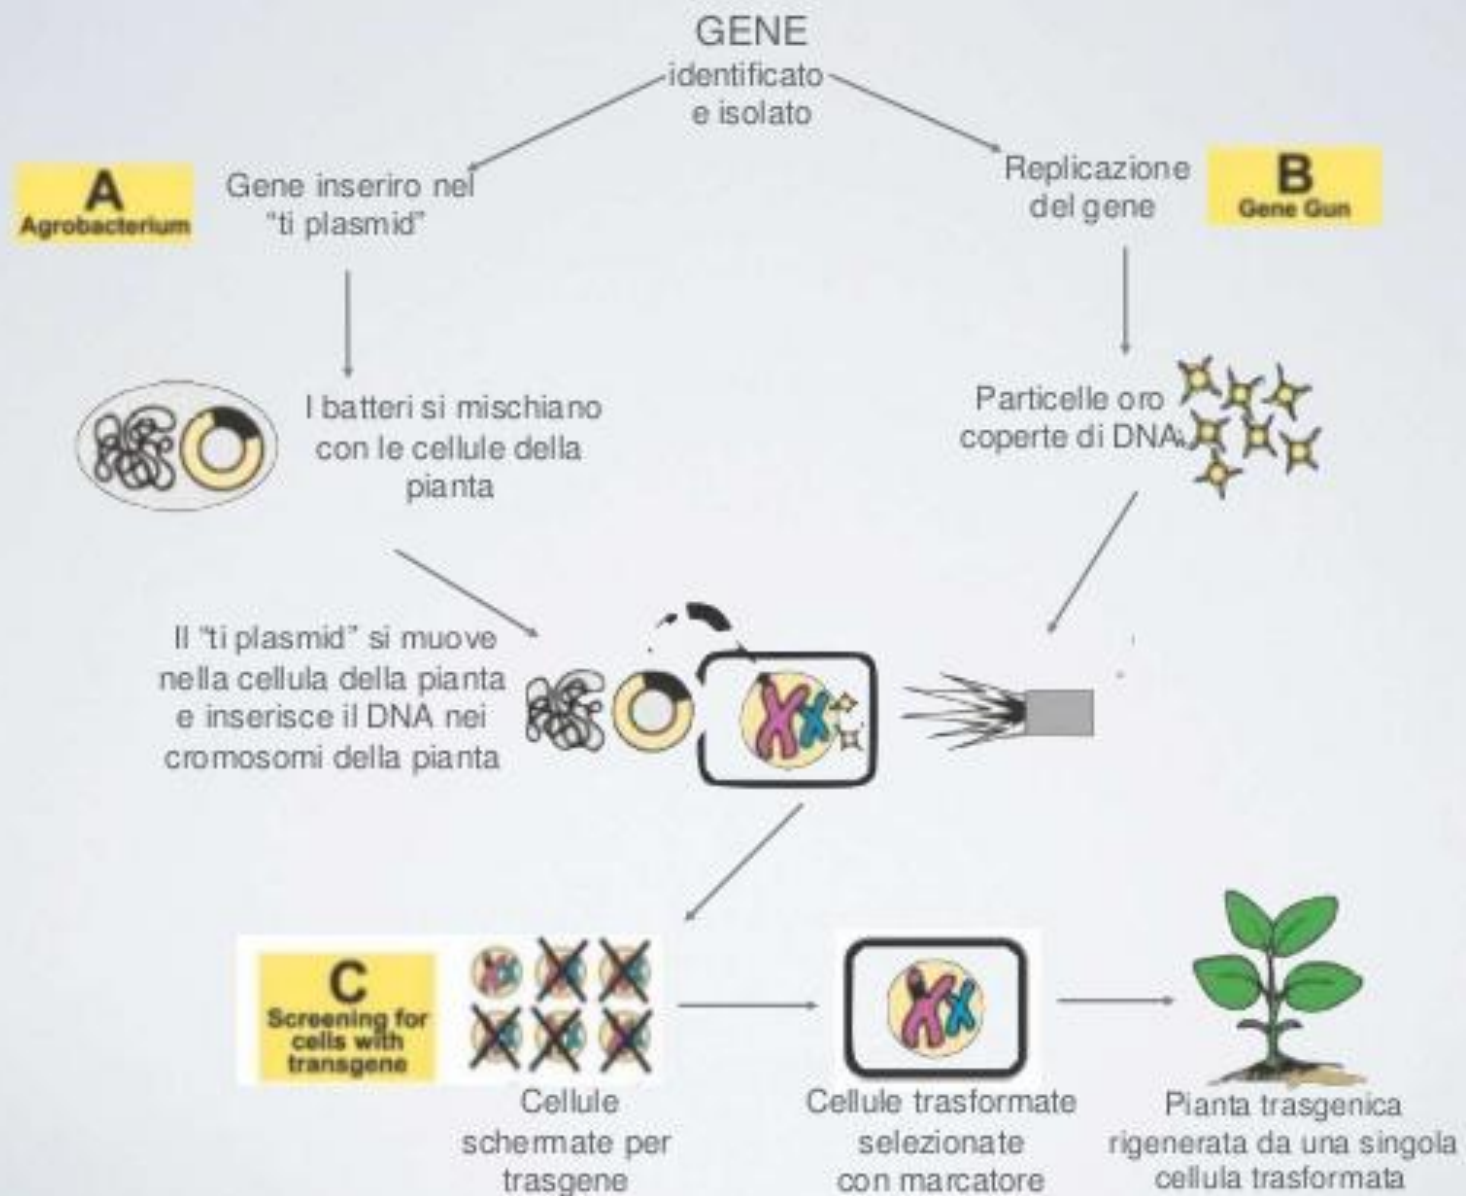 GENE
identificato
e isolato
A
Agrobacterium
Gene inseriro nel
"ti plasmid"
Replicazione
del gene
B
Gene Gun
I batteri si mischiano
con le cellule della
pianta
Particelle oro
coperte di DNA
Il "ti plasmid" si muove
nella cellula della pianta
e inserisce il DNA nei
cromosomi della pianta
C
Screening for
cells with
transgene
Cellule
schermate per
trasgene
Cellule trasformate
selezionate
con marcatore
Pianta trasgenica
rigenerata da una singola
cellula trasformata